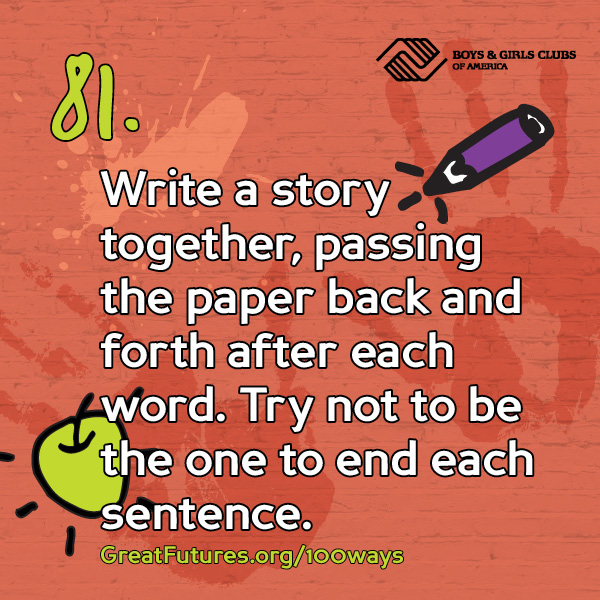 BOYS & GIRLS CLUBS
OF AMERICA
81.
Write a story
together, passing
the paper back and
forth after each
word. Try not to be
the one to end each
sentence.
GreatFutures.org/100ways